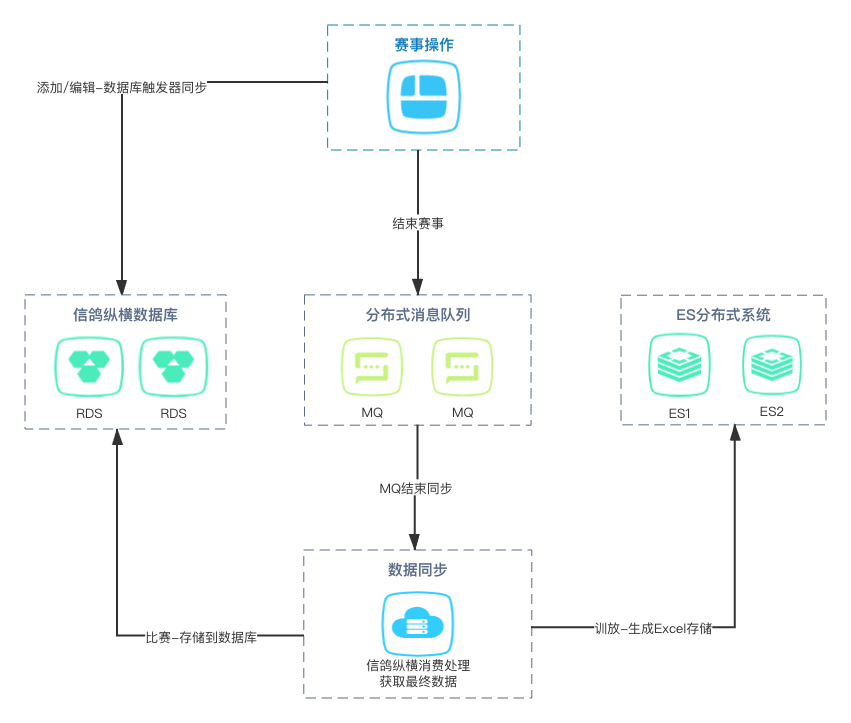 赛事操作
添加/编辑-数据库触发器同步
结束赛事
信鸽纵横数据库
RDS
RDS
分布式消息队列
MQ
MQ
ES分布式系统
ES1
ES2
MQ结束同步
数据同步
信鸽纵横消费处理
获取最终数据
比赛-存储到数据库
训放-生成Excel存储